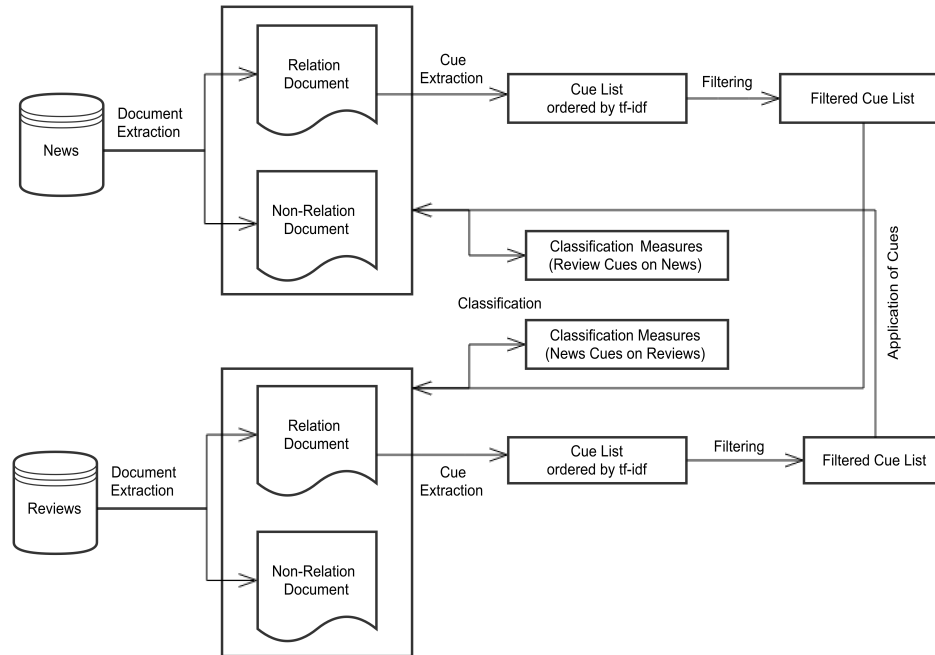 Relation
Document
Cue
Extraction
Cue List
ordered by tf-idf
Filtering
Filtered Cue List
Document
Extraction
News
Non-Relation
Document
Classification Measures
(Review Cues on News)
Application of Cues
Classification
Classification Measures
(News Cues on Reviews)
Relation
Document
Cue
Extraction
Cue List
ordered by tf-idf
Filtering
Filtered Cue List
Document
Extraction
Reviews
Non-Relation
Document